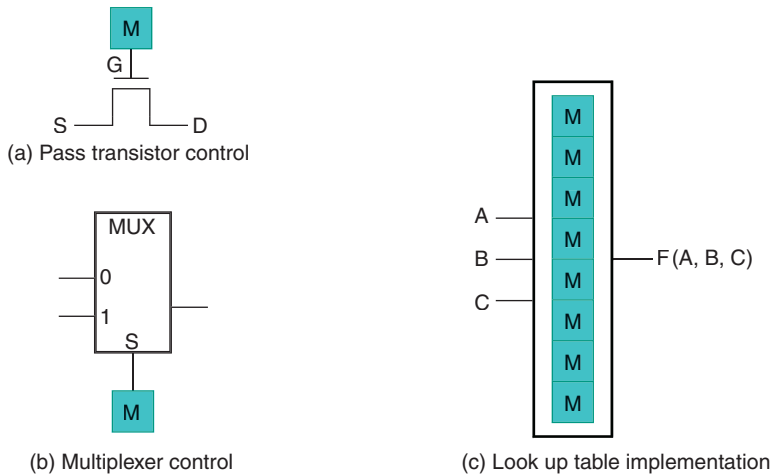 M
G
S D
(a) Pass transistor control
MUX
0
1
S
M
(b) Multiplexer control
M
M
M
M
M
M
M
M
A
B
C
F (A, B, C)
(c) Look up table implementation